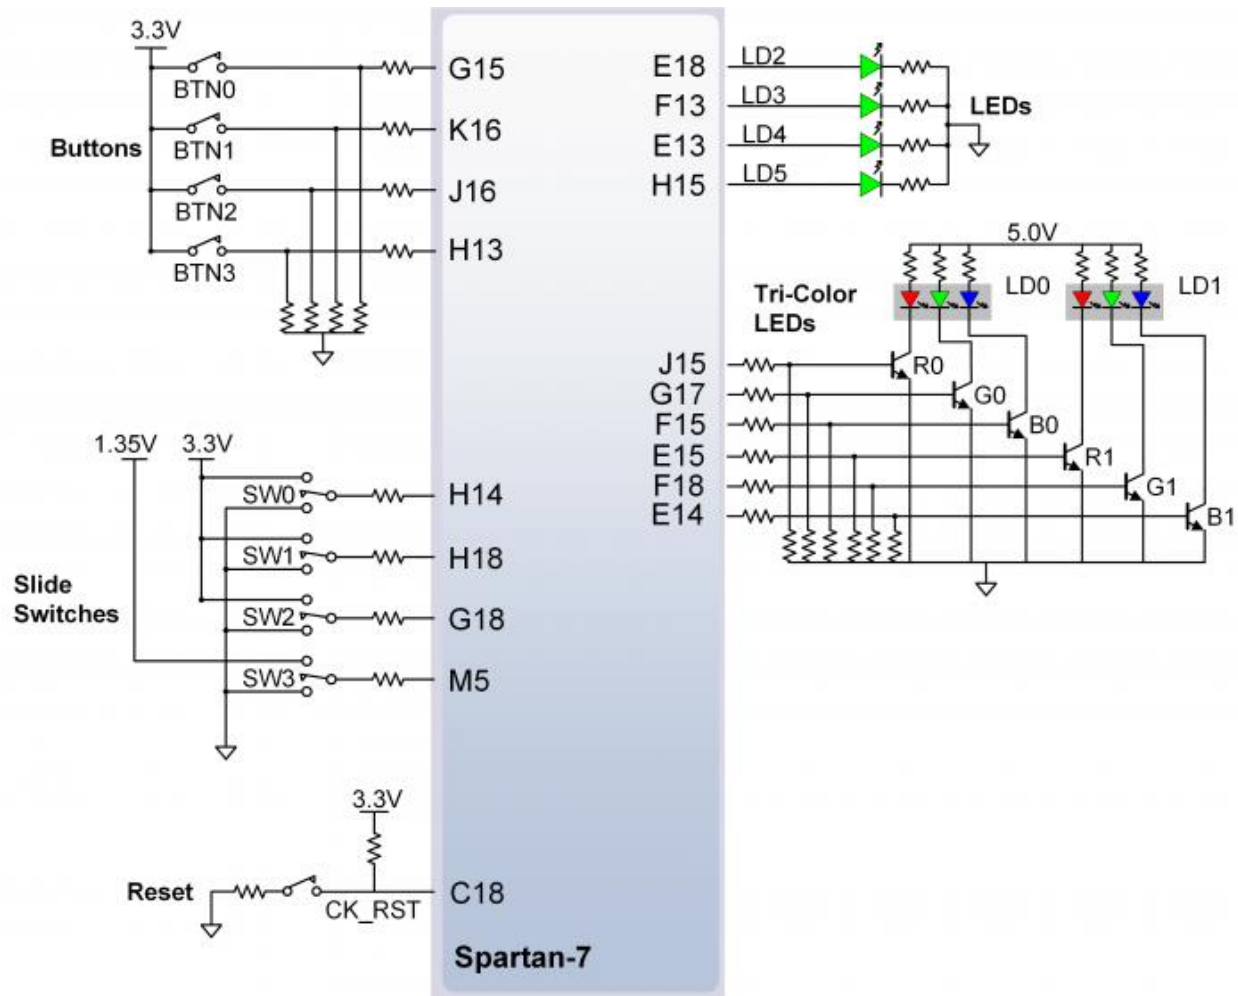 3.3V
BTN0
G15
BTN1
K16
Buttons
BTN2
J16
BTN3
H13
1.35V 3.3V
SW0
H14
SW1
H18
Slide
Switches
SW2
G18
SW3
M5
3.3V
Reset
CK_RST
C18
Spartan-7
E18 LD2
F13 LD3
LEDs
E13 LD4
H15 LD5
5.0V
LD0
LD1
Tri-Color
LEDs
J15
R0
G17
G0
F15
B0
E15
R1
F18
G1
E14
B1